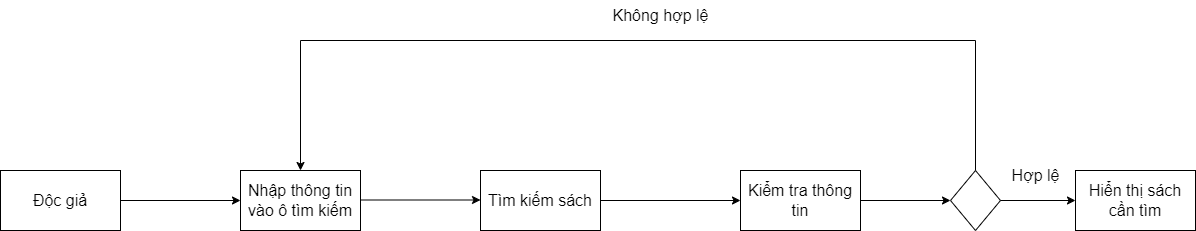 Không hợp lệ
Độc giả
Nhập thông tin
vào ô tìm kiếm
Tìm kiếm sách
Kiểm tra thông
tin
Hợp lệ
Hiển thị sách
cần tìm